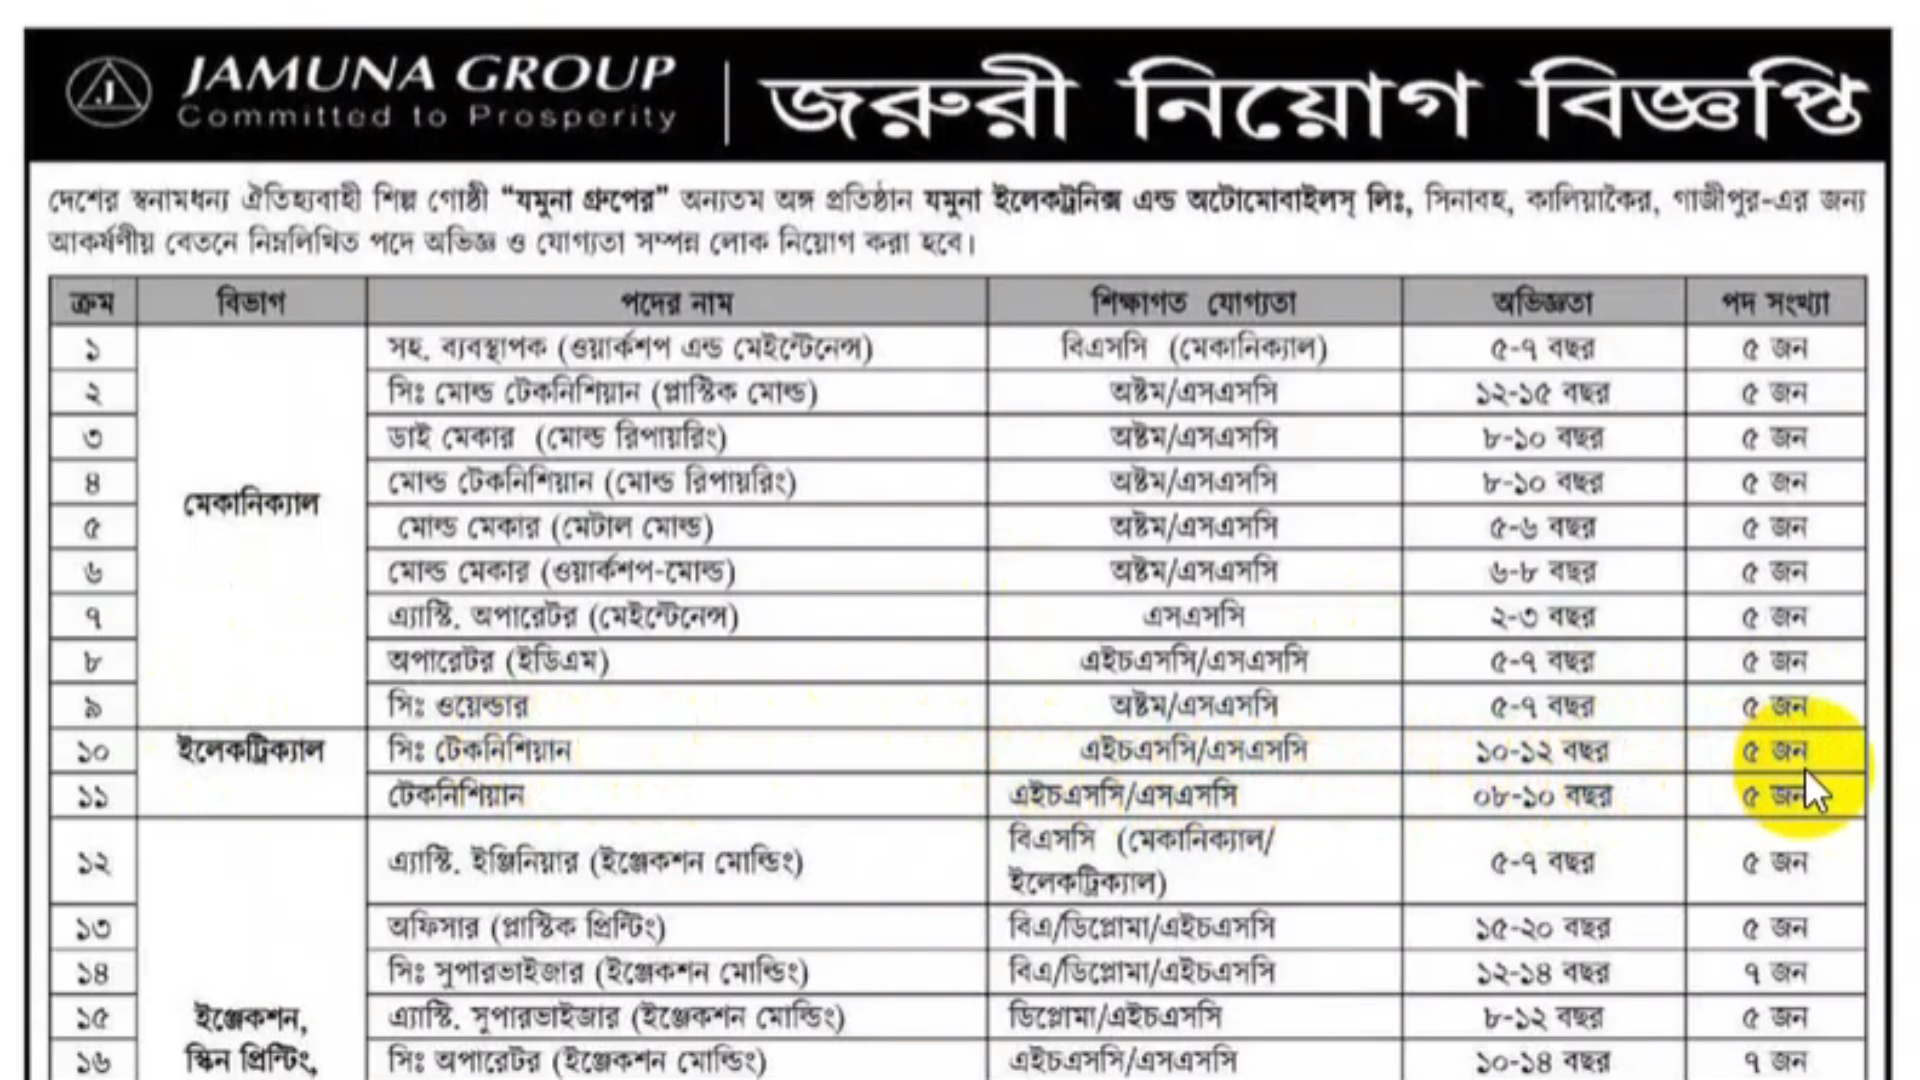 JAMUNA GROUP
Committed to Prosperity
জরুরী নিয়োগ বিজ্ঞপ্তি
দেশের স্বনামধন্য ঐতিহ্যবাহী শিল্প গোষ্ঠী “যমুনা গ্রুপের” অন্যতম অঙ্গ প্রতিষ্ঠান যমুনা ইলেকট্রনিক্স এন্ড অটোমোবাইলস্ লিঃ, সিনাবহ, কালিয়াকৈর, গাজীপুর-এর জন্য
আকর্ষণীয় বেতনে নিম্নলিখিত পদে অভিজ্ঞ ও যোগ্যতা সম্পন্ন লোক নিয়োগ করা হবে।
ক্রম বিভাগ পদের নাম শিক্ষাগত যোগ্যতা অভিজ্ঞতা পদ সংখ্যা
১ সহ. ব্যবস্থাপক (ওয়ার্কশপ এন্ড মেইন্টেনেন্স) বিএসসি (মেকানিক্যাল) ৫-৭ বছর ৫ জন
২ সিঃ মোল্ড টেকনিশিয়ান (প্লাস্টিক মোল্ড) অষ্টম/এসএসসি ১২-১৫ বছর ৫ জন
৩ ডাই মেকার (মোল্ড রিপায়রিং) অষ্টম/এসএসসি ৮-১০ বছর ৫ জন
৪ মোল্ড টেকনিশিয়ান (মোল্ড রিপায়রিং) অষ্টম/এসএসসি ৮-১০ বছর ৫ জন
মেকানিক্যাল
৫ মোল্ড মেকার (মেটাল মোল্ড) অষ্টম/এসএসসি ৫-৬ বছর ৫ জন
৬ মোল্ড মেকার (ওয়ার্কশপ-মোল্ড) অষ্টম/এসএসসি ৬-৮ বছর ৫ জন
৭ এ্যাস্টি. অপারেটর (মেইন্টেনেন্স) এসএসসি ২-৩ বছর ৫ জন
৮ অপারেটর (ইডিএম) এইচএসসি/এসএসসি ৫-৭ বছর ৫ জন
৯ সিঃ ওয়েল্ডার অষ্টম/এসএসসি ৫-৭ বছর ৫ জন
১০ ইলেকট্রিক্যাল সিঃ টেকনিশিয়ান এইচএসসি/এসএসসি ১০-১২ বছর ৫ জন
১১ টেকনিশিয়ান এইচএসসি/এসএসসি ০৮-১০ বছর ৫ জন
১২ এ্যাস্টি. ইঞ্জিনিয়ার (ইঞ্জেকশন মোল্ডিং) বিএসসি (মেকানিক্যাল/
ইলেকট্রিক্যাল) ৫-৭ বছর ৫ জন
১৩ অফিসার (প্লাস্টিক প্রিন্টিং) বিএ/ডিপ্লোমা/এইচএসসি ১৫-২০ বছর ৫ জন
১৪ সিঃ সুপারভাইজার (ইঞ্জেকশন মোল্ডিং) বিএ/ডিপ্লোমা/এইচএসসি ১২-১৪ বছর ৭ জন
১৫ ইঞ্জেকশন, এ্যাস্টি. সুপারভাইজার (ইঞ্জেকশন মোল্ডিং) ডিপ্লোমা/এইচএসসি ৮-১২ বছর ৫ জন
১৬ স্কিন প্রিন্টিং, সিঃ অপারেটর (ইঞ্জেকশন মোল্ডিং) এইচএসসি/এসএসসি ১০-১৪ বছর ৭ জন